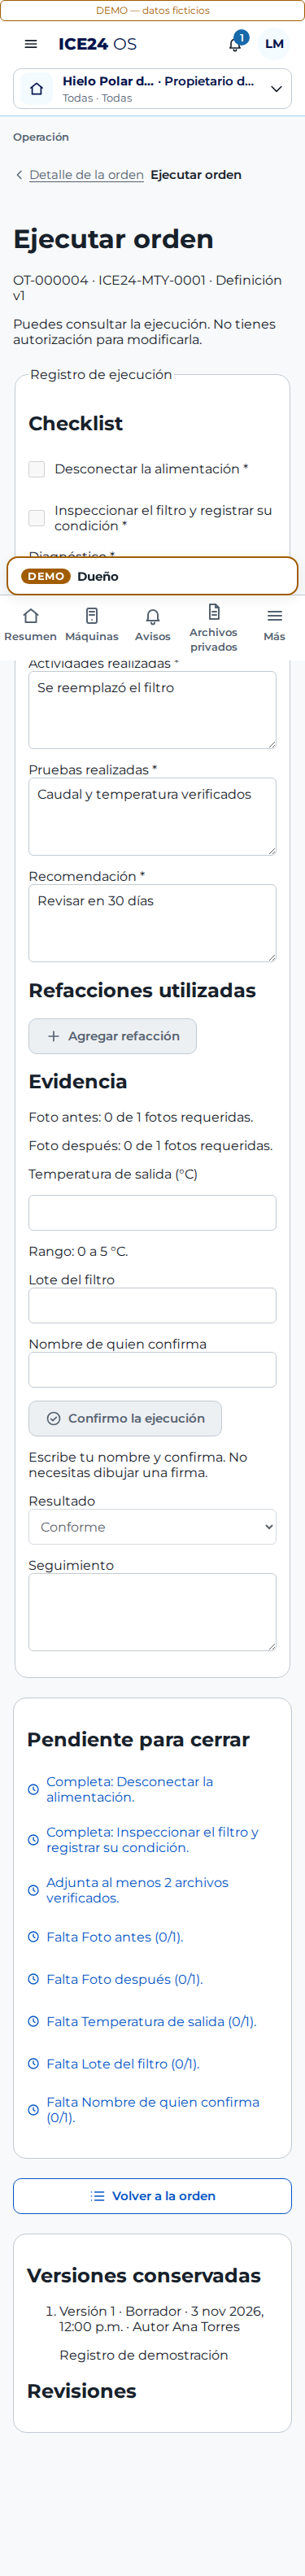 DEMO — datos ficticios
ICE24 OS
1
LM
Hielo Polar d... · Propietario d...
Todas · Todas
Operación
Detalle de la orden Ejecutar orden
Ejecutar orden
OT-000004 · ICE24-MTY-0001 · Definición
v1
Puedes consultar la ejecución. No tienes
autorización para modificarla.
Registro de ejecución
Checklist
Desconectar la alimentación *
Inspeccionar el filtro y registrar su
condición *
Diagnóstico *
DEMO Dueño
Resumen
Máquinas
Avisos
Archivos
privados
Más
Actividades realizadas *
Se reemplazó el filtro
Pruebas realizadas *
Caudal y temperatura verificados
Recomendación *
Revisar en 30 días
Refacciones utilizadas
Agregar refacción
Evidencia
Foto antes: 0 de 1 fotos requeridas.
Foto después: 0 de 1 fotos requeridas.
Temperatura de salida (°C)
Rango: 0 a 5 °C.
Lote del filtro
Nombre de quien confirma
Confirmo la ejecución
Escribe tu nombre y confirma. No
necesitas dibujar una firma.
Resultado
Conforme
Seguimiento
Pendiente para cerrar
Completa: Desconectar la
alimentación.
Completa: Inspeccionar el filtro y
registrar su condición.
Adjunta al menos 2 archivos
verificados.
Falta Foto antes (0/1).
Falta Foto después (0/1).
Falta Temperatura de salida (0/1).
Falta Lote del filtro (0/1).
Falta Nombre de quien confirma
(0/1).
Volver a la orden
Versiones conservadas
1. Versión 1 · Borrador · 3 nov 2026,
12:00 p.m. · Autor Ana Torres
Registro de demostración
Revisiones